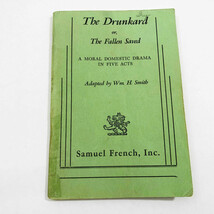 The Drunkard
or,
The Fallen Saved
A MORAL DOMESTIC DRAMA
IN FIVE ACTS
Adapted by Wm. H. Smith
Samuel French, Inc.